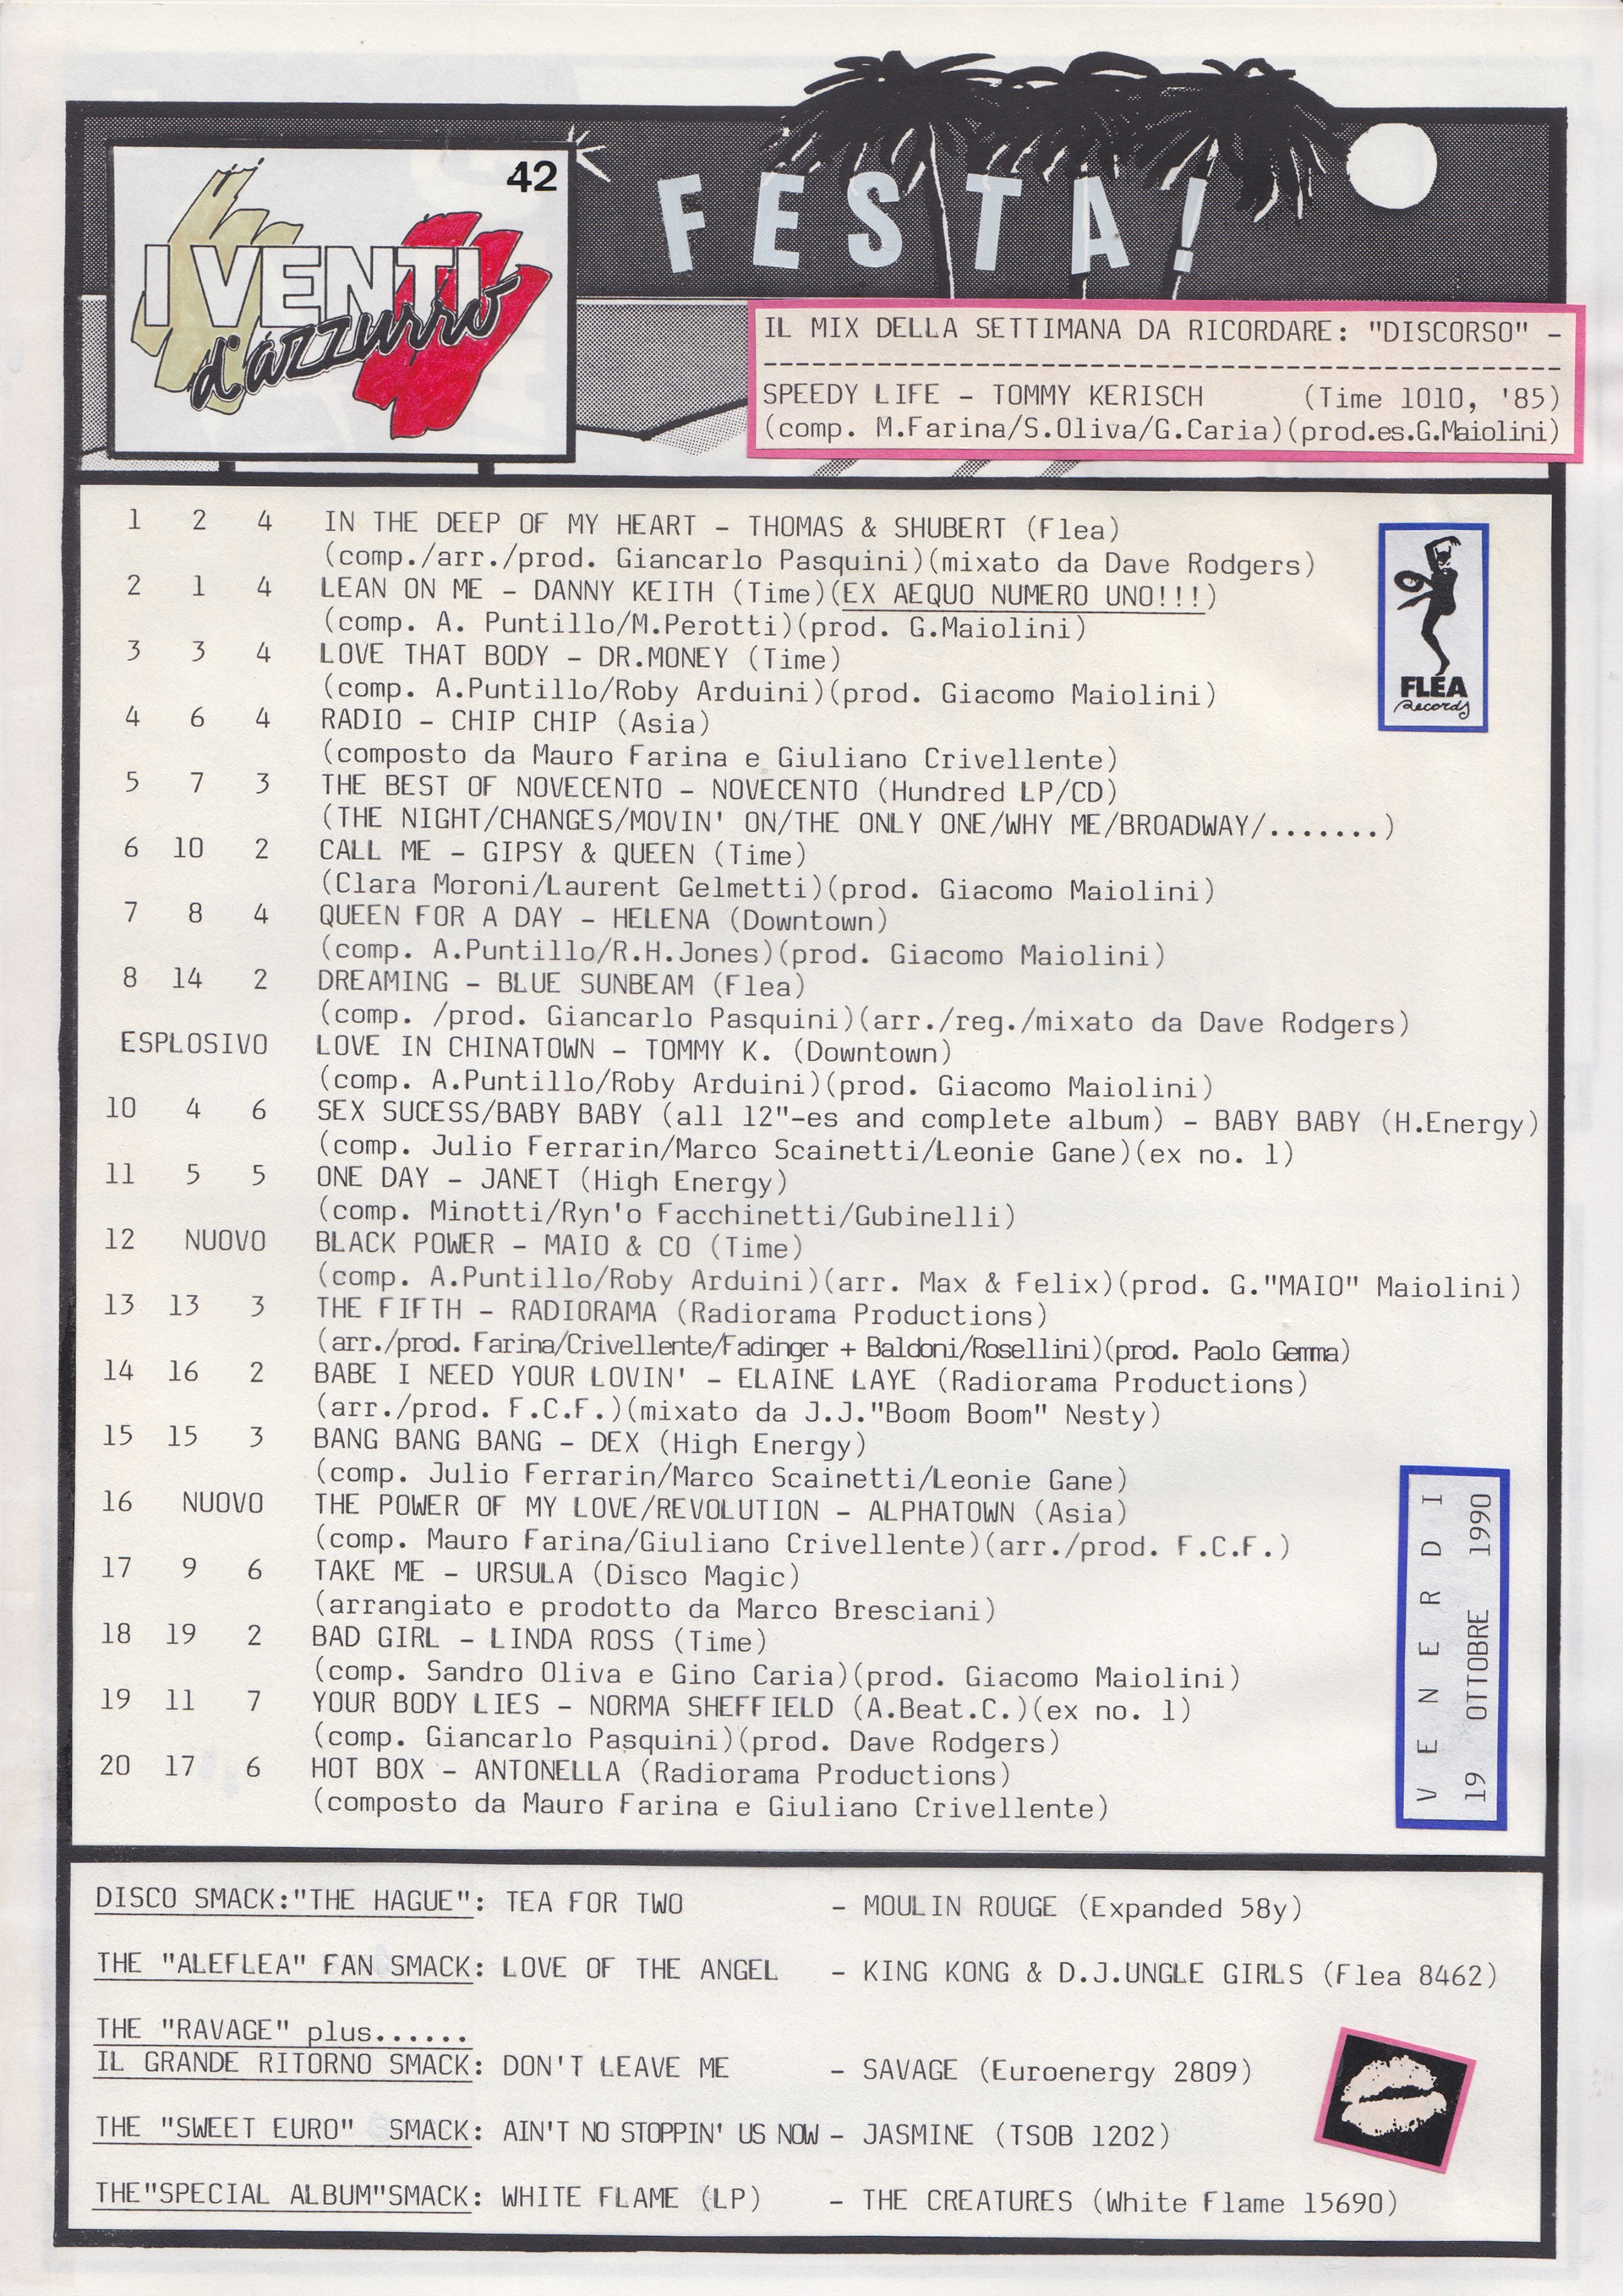 42
I VENTI
d'azzurro
FESTA!
IL MIX DELLA SETTIMANA DA RICORDARE: "DISCORSO" -
-------------------------------------------------
SPEEDY LIFE - TOMMY KERISCH (Time 1010, '85)
(comp. M.Farina/S.Oliva/G.Caria)(prod.es.G.Maiolini)
1 2 4 IN THE DEEP OF MY HEART - THOMAS & SHUBERT (Flea)
(comp./arr./prod. Giancarlo Pasquini)(mixato da Dave Rodgers)
2 1 4 LEAN ON ME - DANNY KEITH (Time)(EX AEQUO NUMERO UNO!!!)
(comp. A. Puntillo/M.Perotti)(prod. G.Maiolini)
3 3 4 LOVE THAT BODY - DR.MONEY (Time)
(comp. A.Puntillo/Roby Arduini)(prod. Giacomo Maiolini)
4 6 4 RADIO - CHIP CHIP (Asia)
(composto da Mauro Farina e Giuliano Crivellente)
5 7 3 THE BEST OF NOVECENTO - NOVECENTO (Hundred LP/CD)
(THE NIGHT/CHANGES/MOVIN' ON/THE ONLY ONE/WHY ME/BROADWAY/.......)
6 10 2 CALL ME - GIPSY & QUEEN (Time)
(Clara Moroni/Laurent Gelmetti)(prod. Giacomo Maiolini)
7 8 4 QUEEN FOR A DAY - HELENA (Downtown)
(comp. A.Puntillo/R.H.Jones)(prod. Giacomo Maiolini)
8 14 2 DREAMING - BLUE SUNBEAM (Flea)
(comp. /prod. Giancarlo Pasquini)(arr./reg./mixato da Dave Rodgers)
ESPLOSIVO LOVE IN CHINATOWN - TOMMY K. (Downtown)
(comp. A.Puntillo/Roby Arduini)(prod. Giacomo Maiolini)
10 4 6 SEX SUCESS/BABY BABY (all 12"-es and complete album) - BABY BABY (H.Energy)
(comp. Julio Ferrarin/Marco Scainetti/Leonie Gane)(ex no. 1)
11 5 5 ONE DAY - JANET (High Energy)
(comp. Minotti/Ryn'o Facchinetti/Gubinelli)
12 NUOVO BLACK POWER - MAIO & CO (Time)
(comp. A.Puntillo/Roby Arduini)(arr. Max & Felix)(prod. G."MAIO" Maiolini)
13 13 3 THE FIFTH - RADIORAMA (Radiorama Productions)
(arr./prod. Farina/Crivellente/Fadinger + Baldoni/Rosellini)(prod. Paolo Gemma)
14 16 2 BABE I NEED YOUR LOVIN' - ELAINE LAYE (Radiorama Productions)
(arr./prod. F.C.F.)(mixato da J.J."Boom Boom" Nesty)
15 15 3 BANG BANG BANG - DEX (High Energy)
(comp. Julio Ferrarin/Marco Scainetti/Leonie Gane)
16 NUOVO THE POWER OF MY LOVE/REVOLUTION - ALPHATOWN (Asia)
(comp. Mauro Farina/Giuliano Crivellente)(arr./prod. F.C.F.)
17 9 6 TAKE ME - URSULA (Disco Magic)
(arrangiato e prodotto da Marco Bresciani)
18 19 2 BAD GIRL - LINDA ROSS (Time)
(comp. Sandro Oliva e Gino Caria)(prod. Giacomo Maiolini)
19 11 7 YOUR BODY LIES - NORMA SHEFFIELD (A.Beat.C.)(ex no. 1)
(comp. Giancarlo Pasquini)(prod. Dave Rodgers)
20 17 6 HOT BOX - ANTONELLA (Radiorama Productions)
(composto da Mauro Farina e Giuliano Crivellente)
FLEA
Records
VENERDI
19 OTTOBRE 1990
DISCO SMACK:"THE HAGUE": TEA FOR TWO - MOULIN ROUGE (Expanded 58y)
THE "ALEFLEA" FAN SMACK: LOVE OF THE ANGEL - KING KONG & D.J.UNGLE GIRLS (Flea 8462)
THE "RAVAGE" plus......
IL GRANDE RITORNO SMACK: DON'T LEAVE ME - SAVAGE (Euroenergy 2809)
THE "SWEET EURO" SMACK: AIN'T NO STOPPIN' US NOW - JASMINE (TSOB 1202)
THE"SPECIAL ALBUM"SMACK: WHITE FLAME (LP) - THE CREATURES (White Flame 15690)